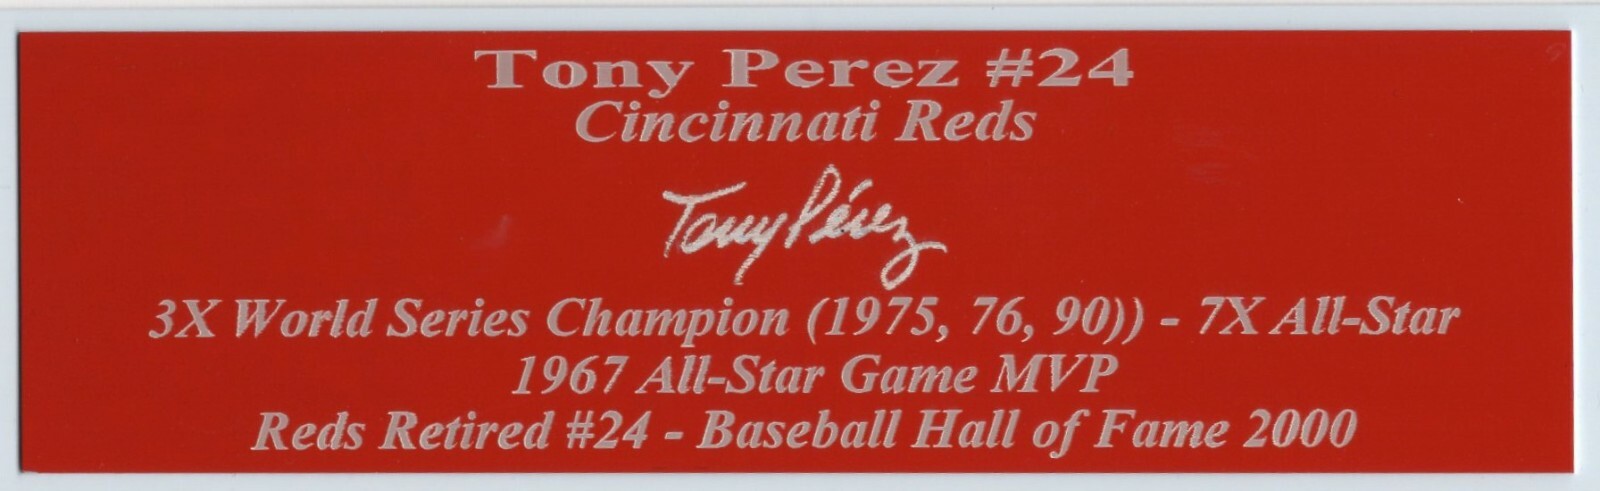 Tony Perez #24
Cincinnati Reds
Tony Pérez
3X World Series Champion (1975, 76, 90)) - 7X All-Star
1967 All-Star Game MVP
Reds Retired #24 - Baseball Hall of Fame 2000